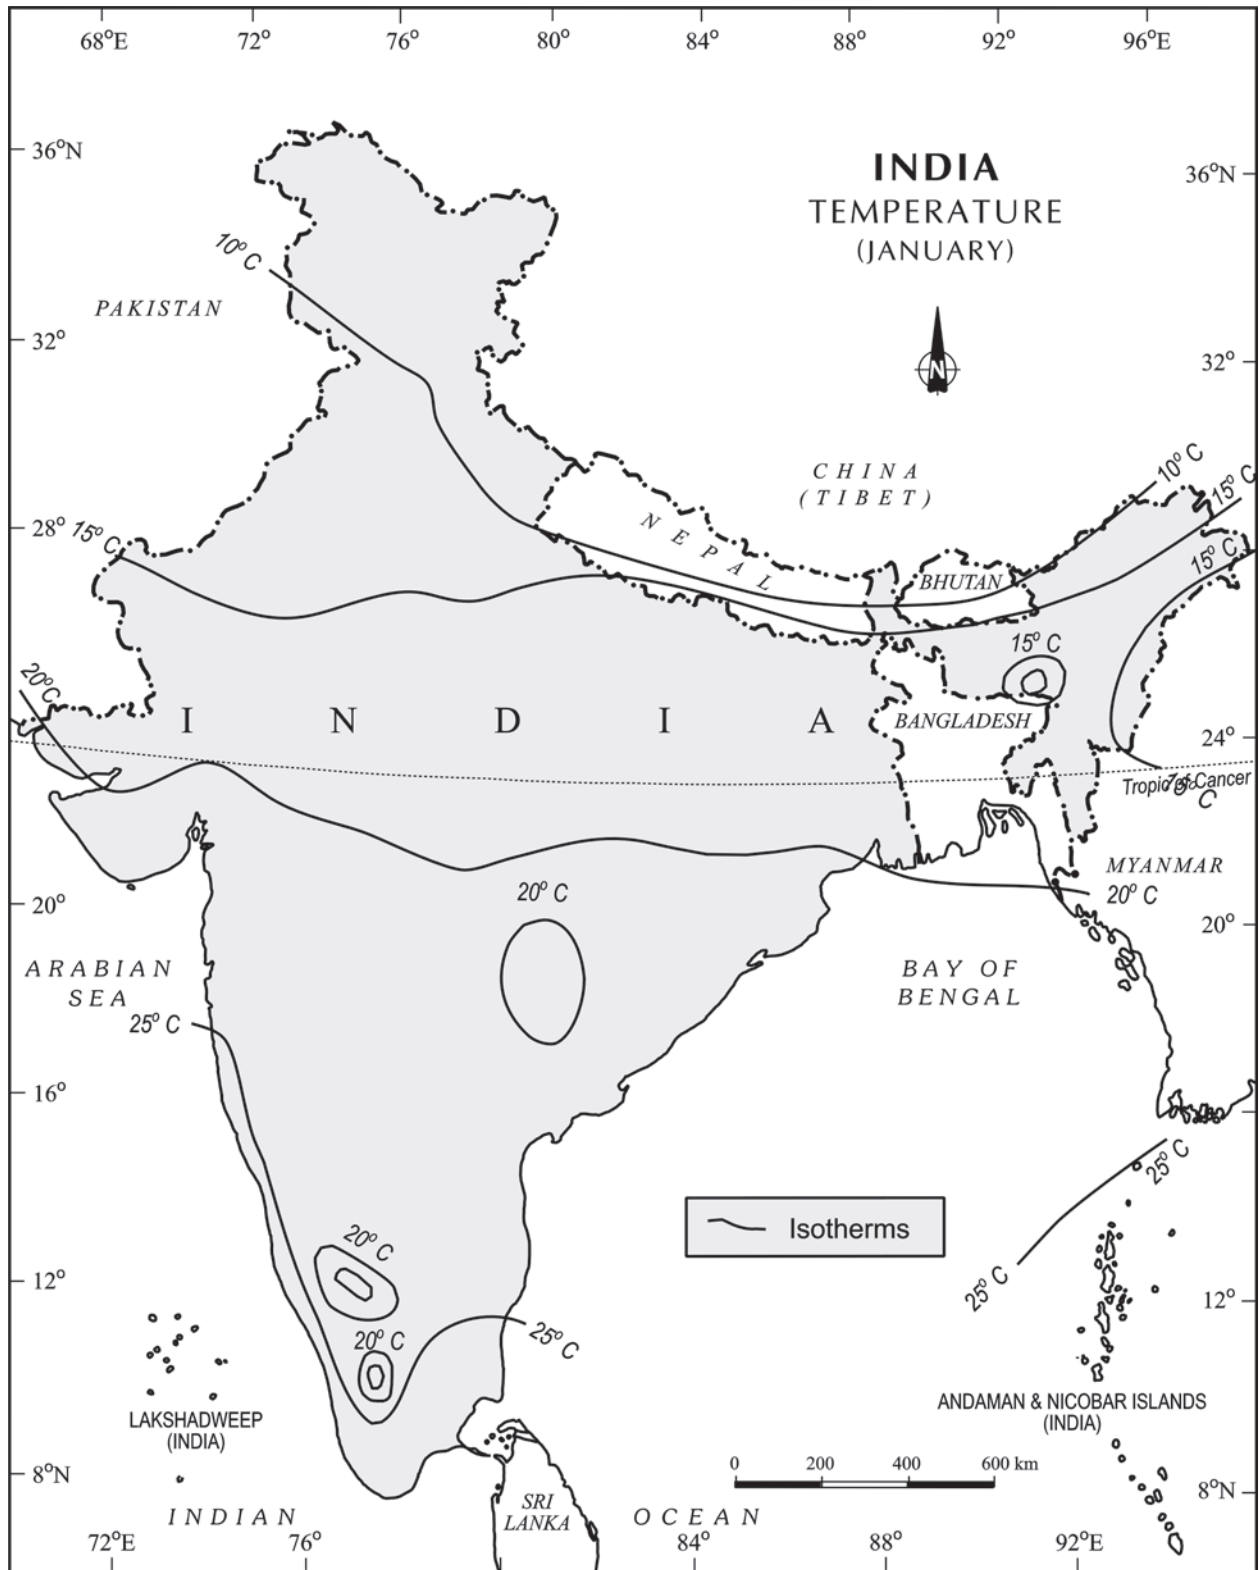 68°E 72° 76° 80° 84° 88° 92° 96°E
36°N
INDIA
TEMPERATURE
(JANUARY)
36°N
10° C
PAKISTAN
32°
N
32°
CHINA
(TIBET)
10° C
15° C
28°
15° C
NEPAL
BHUTAN
15° C
15° C
20° C
I N D I A
BANGLADESH
24°
Tropic of Cancer
MYANMAR
20° C
20°
20° C
20°
ARABIAN
SEA
BAY OF
BENGAL
25° C
16°
25° C
Isotherms
20° C
12°
25° C
12°
20° C
25° C
LAKSHADWEEP
(INDIA)
ANDAMAN & NICOBAR ISLANDS
(INDIA)
8°N
0 200 400 600 km
8°N
SRI
LANKA
INDIAN OCEAN
72°E 76° 84° 88° 92°E